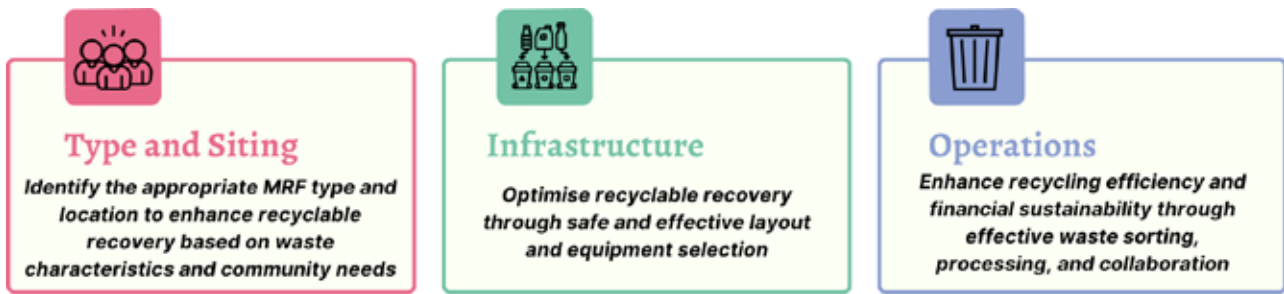 Type and Siting
Identify the appropriate MRF type and
location to enhance recyclable
recovery based on waste
characteristics and community needs
Infrastructure
Optimise recyclable recovery
through safe and effective layout
and equipment selection
Operations
Enhance recycling efficiency and
financial sustainability through
effective waste sorting,
processing, and collaboration